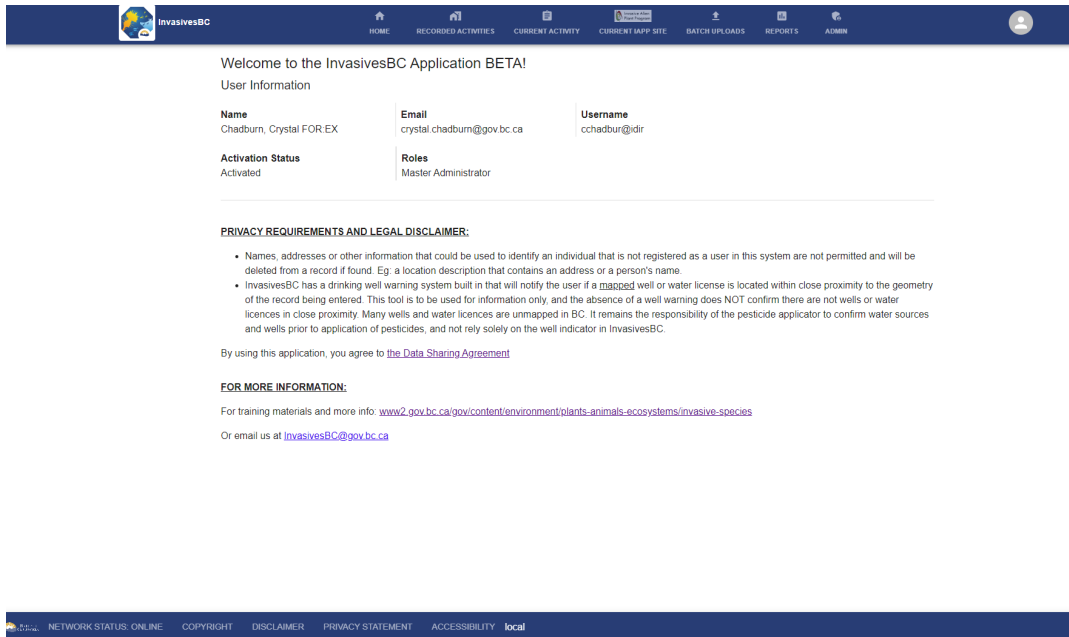 InvasivesBC
HOME RECORDED ACTIVITIES CURRENT ACTIVITY CURRENT IAPP SITE BATCH UPLOADS REPORTS ADMIN
Welcome to the InvasivesBC Application BETA!
User Information
Name Email Username
Chadburn, Crystal FOR:EX crystal.chadburn@gov.bc.ca cchadbur@idir
Activation Status Roles
Activated Master Administrator
PRIVACY REQUIREMENTS AND LEGAL DISCLAIMER:
• Names, addresses or other information that could be used to identify an individual that is not registered as a user in this system are not permitted and will be
deleted from a record if found. Eg: a location description that contains an address or a person's name.
• InvasivesBC has a drinking well warning system built in that will notify the user if a mapped well or water license is located within close proximity to the geometry
of the record being entered. This tool is to be used for information only, and the absence of a well warning does NOT confirm there are not wells or water
licences in close proximity. Many wells and water licences are unmapped in BC. It remains the responsibility of the pesticide applicator to confirm water sources
and wells prior to application of pesticides, and not rely solely on the well indicator in InvasivesBC.
By using this application, you agree to the Data Sharing Agreement
FOR MORE INFORMATION:
For training materials and more info: www2.gov.bc.ca/gov/content/environment/plants-animals-ecosystems/invasive-species
Or email us at InvasivesBC@gov.bc.ca
NETWORK STATUS: ONLINE COPYRIGHT DISCLAIMER PRIVACY STATEMENT ACCESSIBILITY local